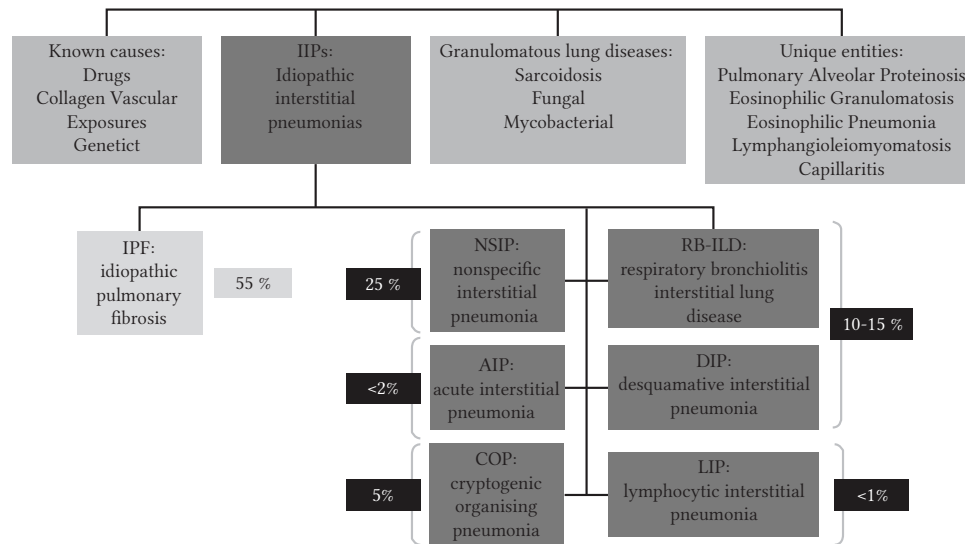 Known causes:
Drugs
Collagen Vascular
Exposures
Genetict
IIPs:
Idiopathic
interstitial
pneumonias
Granulomatous lung diseases:
Sarcoidosis
Fungal
Mycobacterial
Unique entities:
Pulmonary Alveolar Proteinosis
Eosinophilic Granulomatosis
Eosinophilic Pneumonia
Lymphangioleiomyomatosis
Capillaritis
IPF:
idiopathic
pulmonary
fibrosis
55 %
25 %
NSIP:
nonspecific
interstitial
pneumonia
RB-ILD:
respiratory bronchiolitis
interstitial lung
disease
10-15 %
<2%
AIP:
acute interstitial
pneumonia
DIP:
desquamative interstitial
pneumonia
5%
COP:
cryptogenic
organising
pneumonia
LIP:
lymphocytic interstitial
pneumonia
<1%